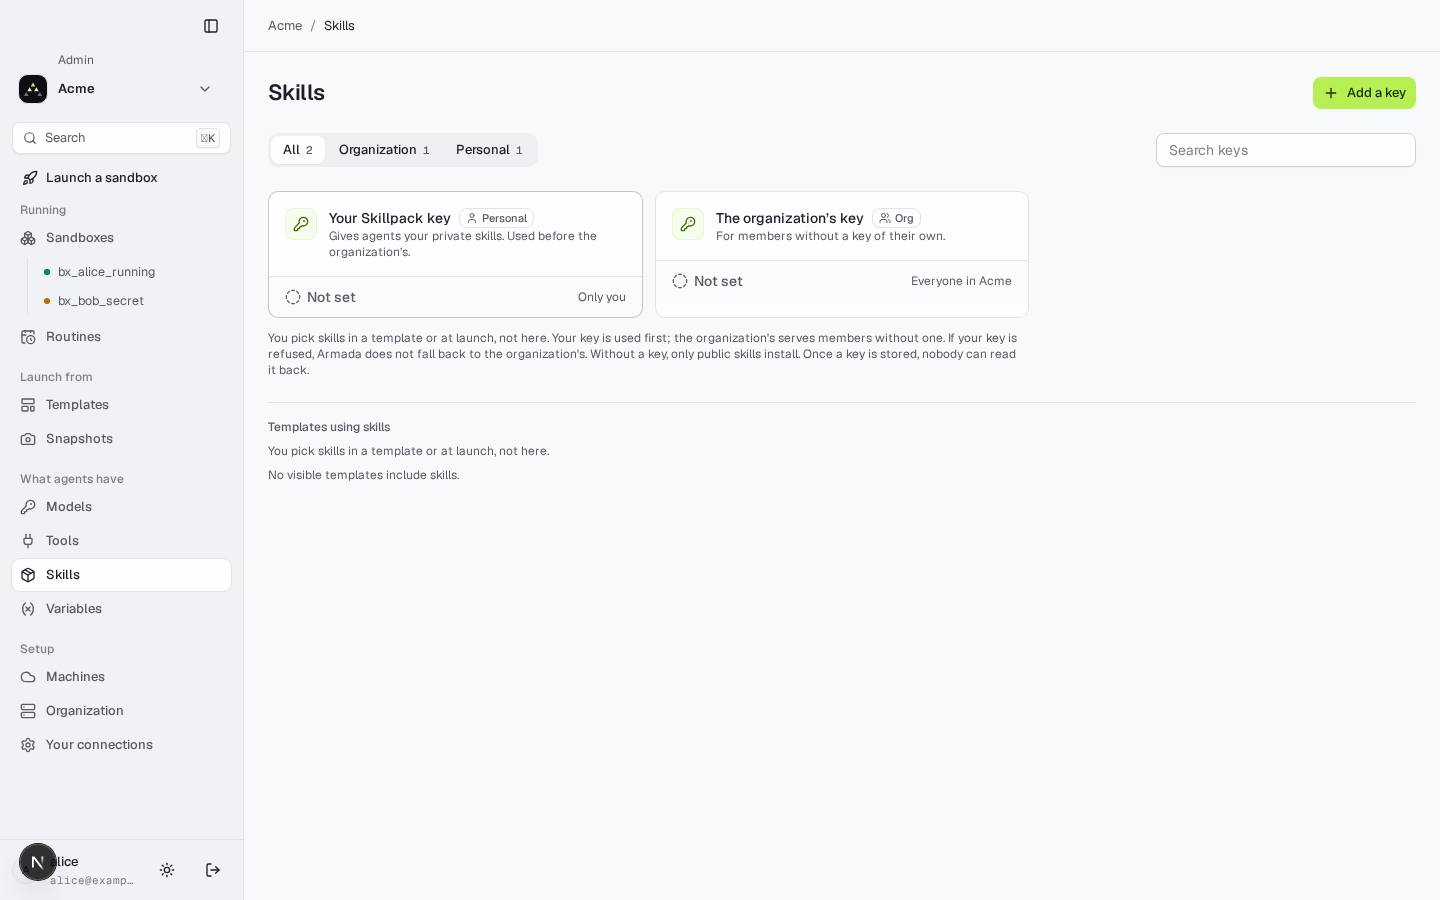 Admin
Acme
Search
K
Launch a sandbox
Running
Sandboxes
bx_alice_running
bx_bob_secret
Routines
Launch from
Templates
Snapshots
What agents have
Models
Tools
Skills
Variables
Setup
Machines
Organization
Your connections
N
alice
alice@examp…
Acme / Skills
Skills
Add a key
All 2
Organization 1
Personal 1
Search keys
Your Skillpack key Personal
Gives agents your private skills. Used before the
organization's.
Not set
Only you
The organization's key Org
For members without a key of their own.
Not set
Everyone in Acme
You pick skills in a template or at launch, not here. Your key is used first; the organization's serves members without one. If your key is
refused, Armada does not fall back to the organization's. Without a key, only public skills install. Once a key is stored, nobody can read
it back.
Templates using skills
You pick skills in a template or at launch, not here.
No visible templates include skills.